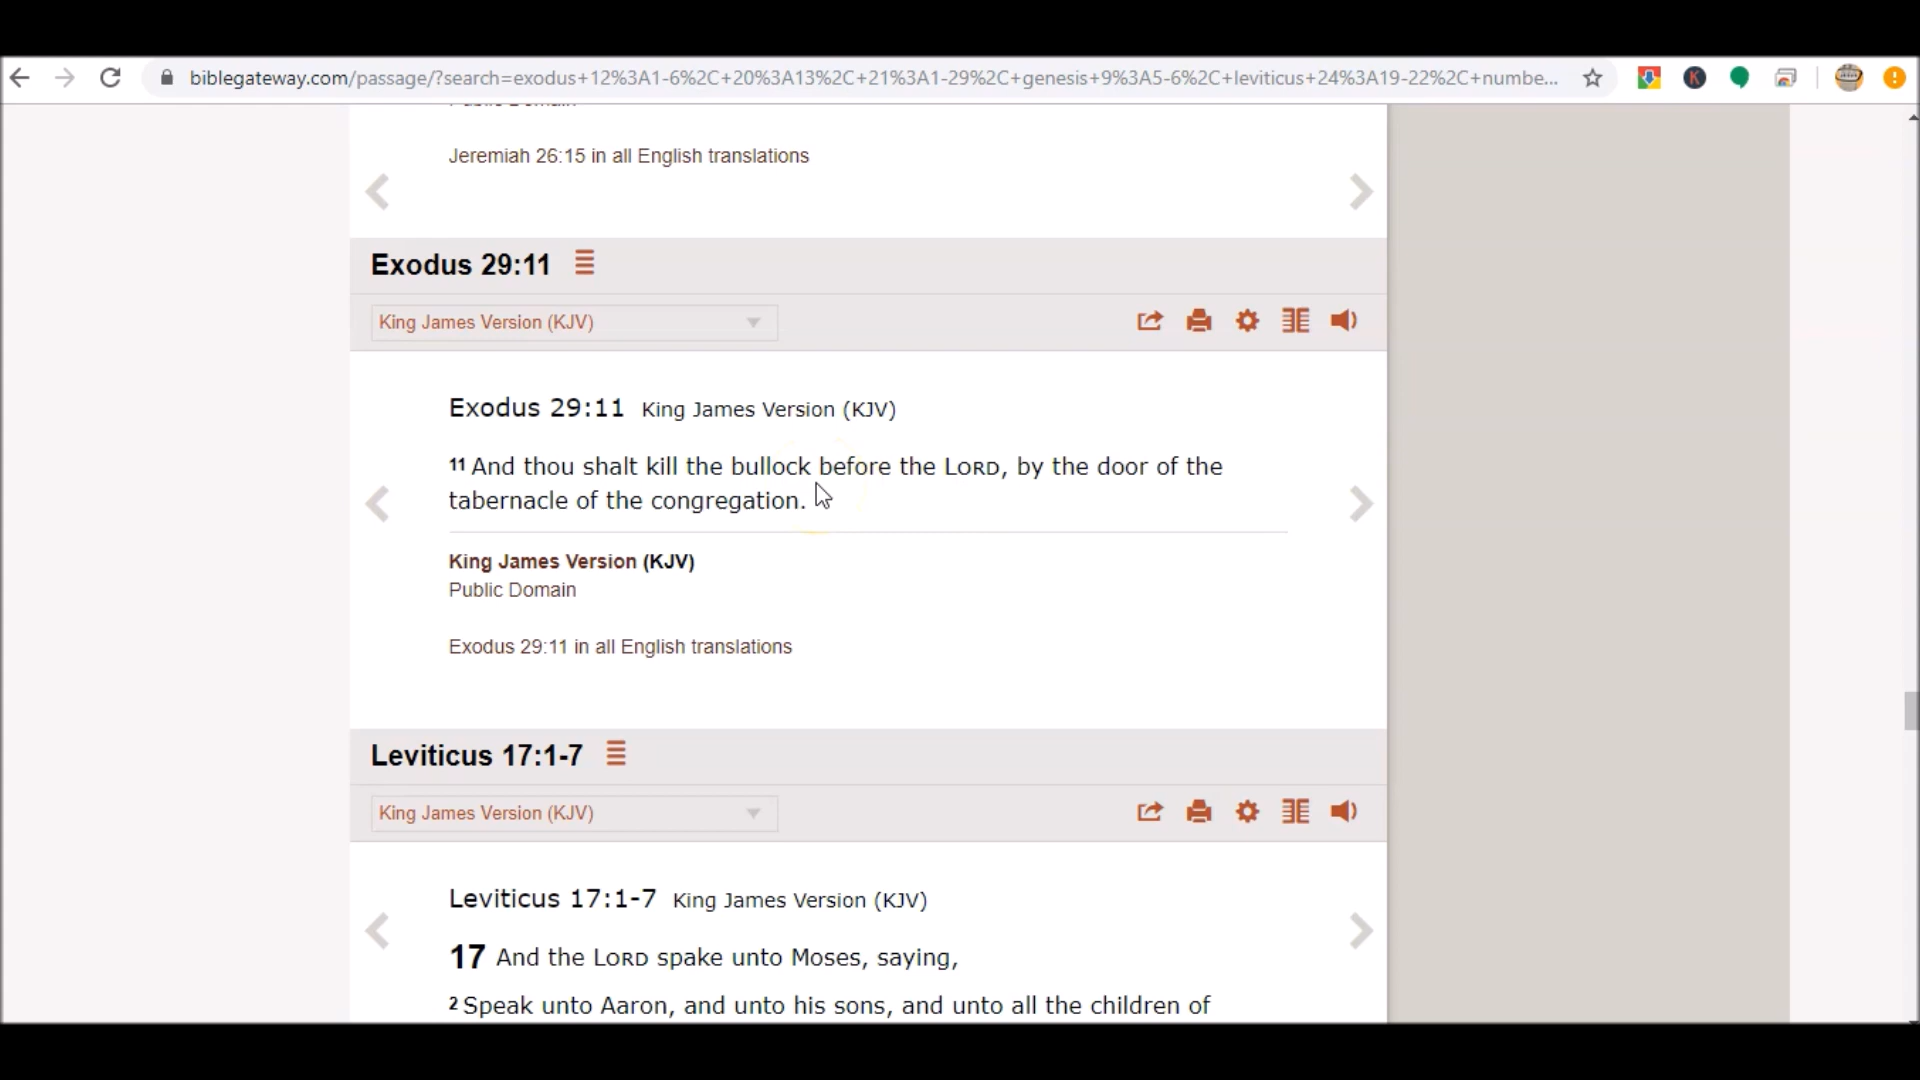 biblegateway.com/passage/?search=exodus+12%3A1-6%2C+20%3A13%2C+21%3A1-29%2C+genesis+9%3A5-6%2C+leviticus+24%3A19-22%2C+numbe...
Public Domain
Jeremiah 26:15 in all English translations
Exodus 29:11
King James Version (KJV)
Exodus 29:11 King James Version (KJV)
11 And thou shalt kill the bullock before the LORD, by the door of the
tabernacle of the congregation.
King James Version (KJV)
Public Domain
Exodus 29:11 in all English translations
Leviticus 17:1-7
King James Version (KJV)
Leviticus 17:1-7 King James Version (KJV)
17 And the LORD spake unto Moses, saying,
2 Speak unto Aaron, and unto his sons, and unto all the children of